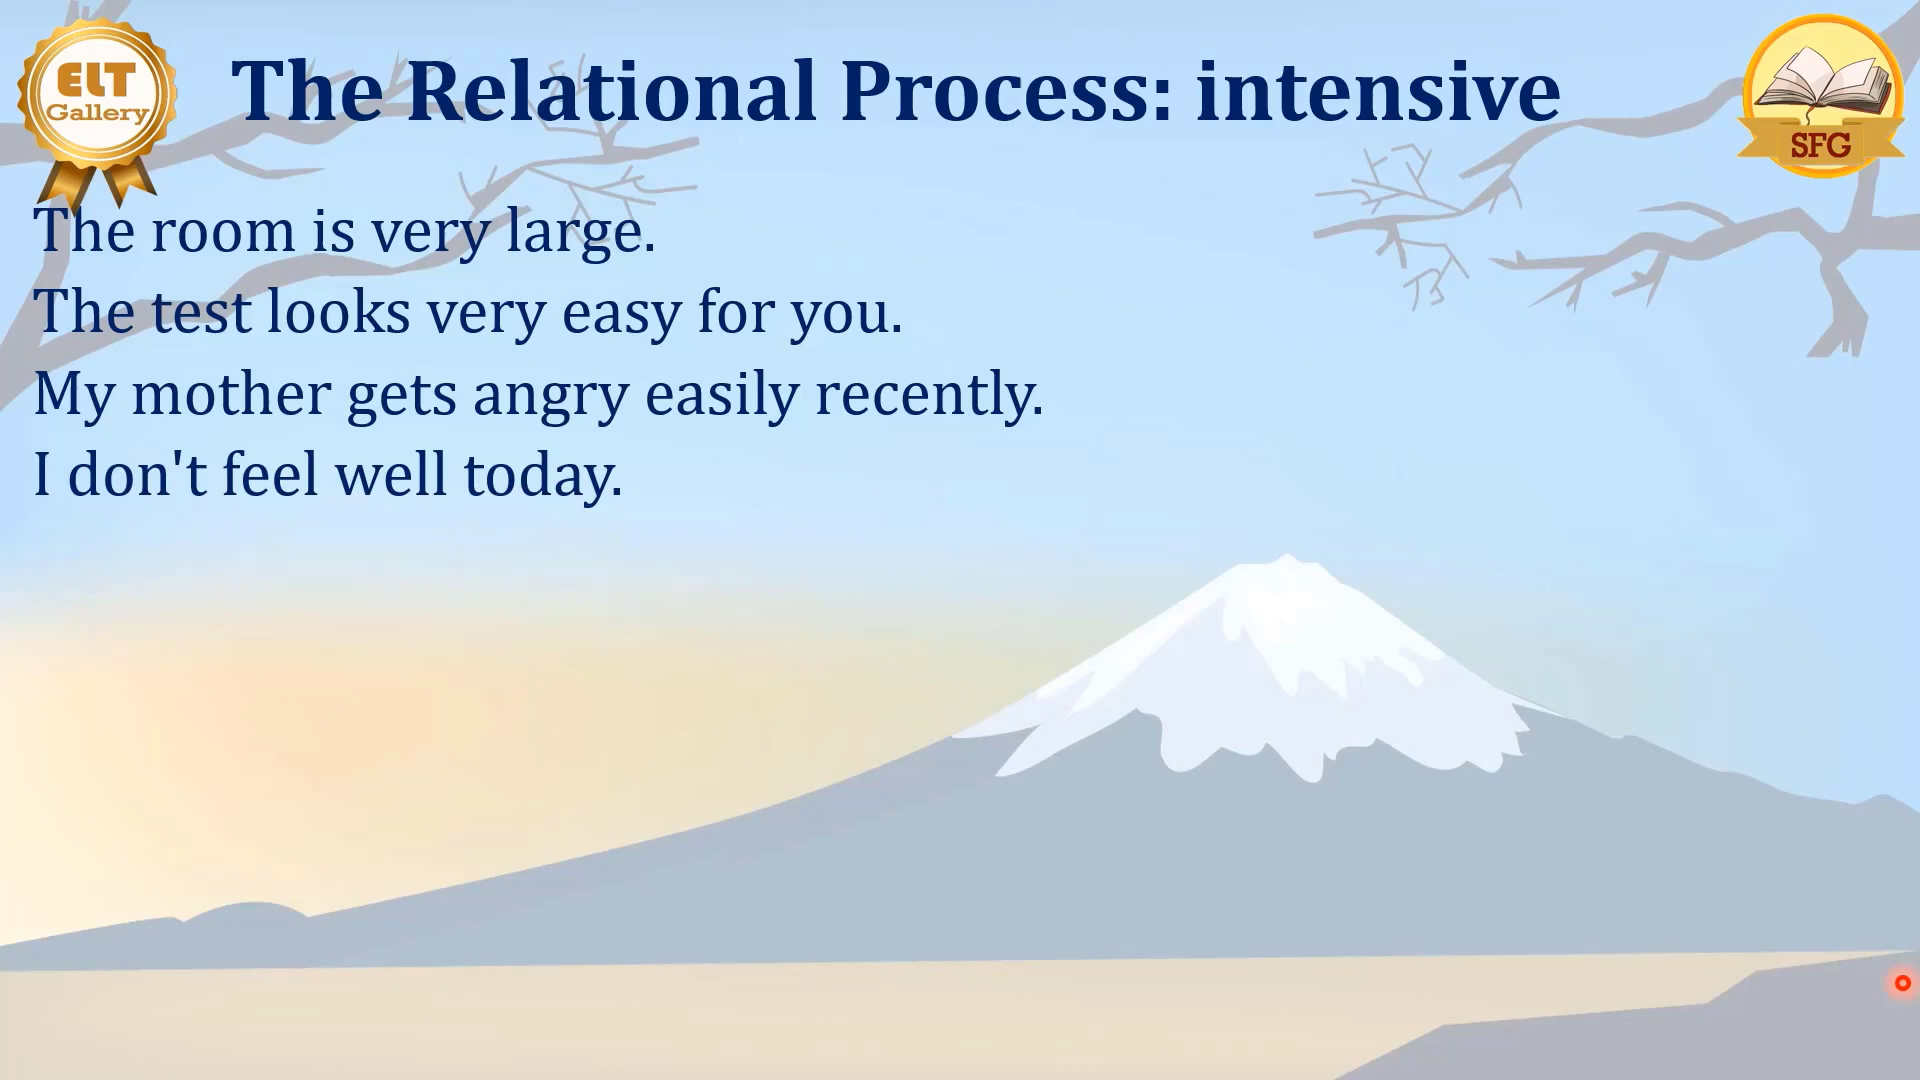 ELT
Gallery
The Relational Process: intensive
SFG
The room is very large.
The test looks very easy for you.
My mother gets angry easily recently.
I don't feel well today.